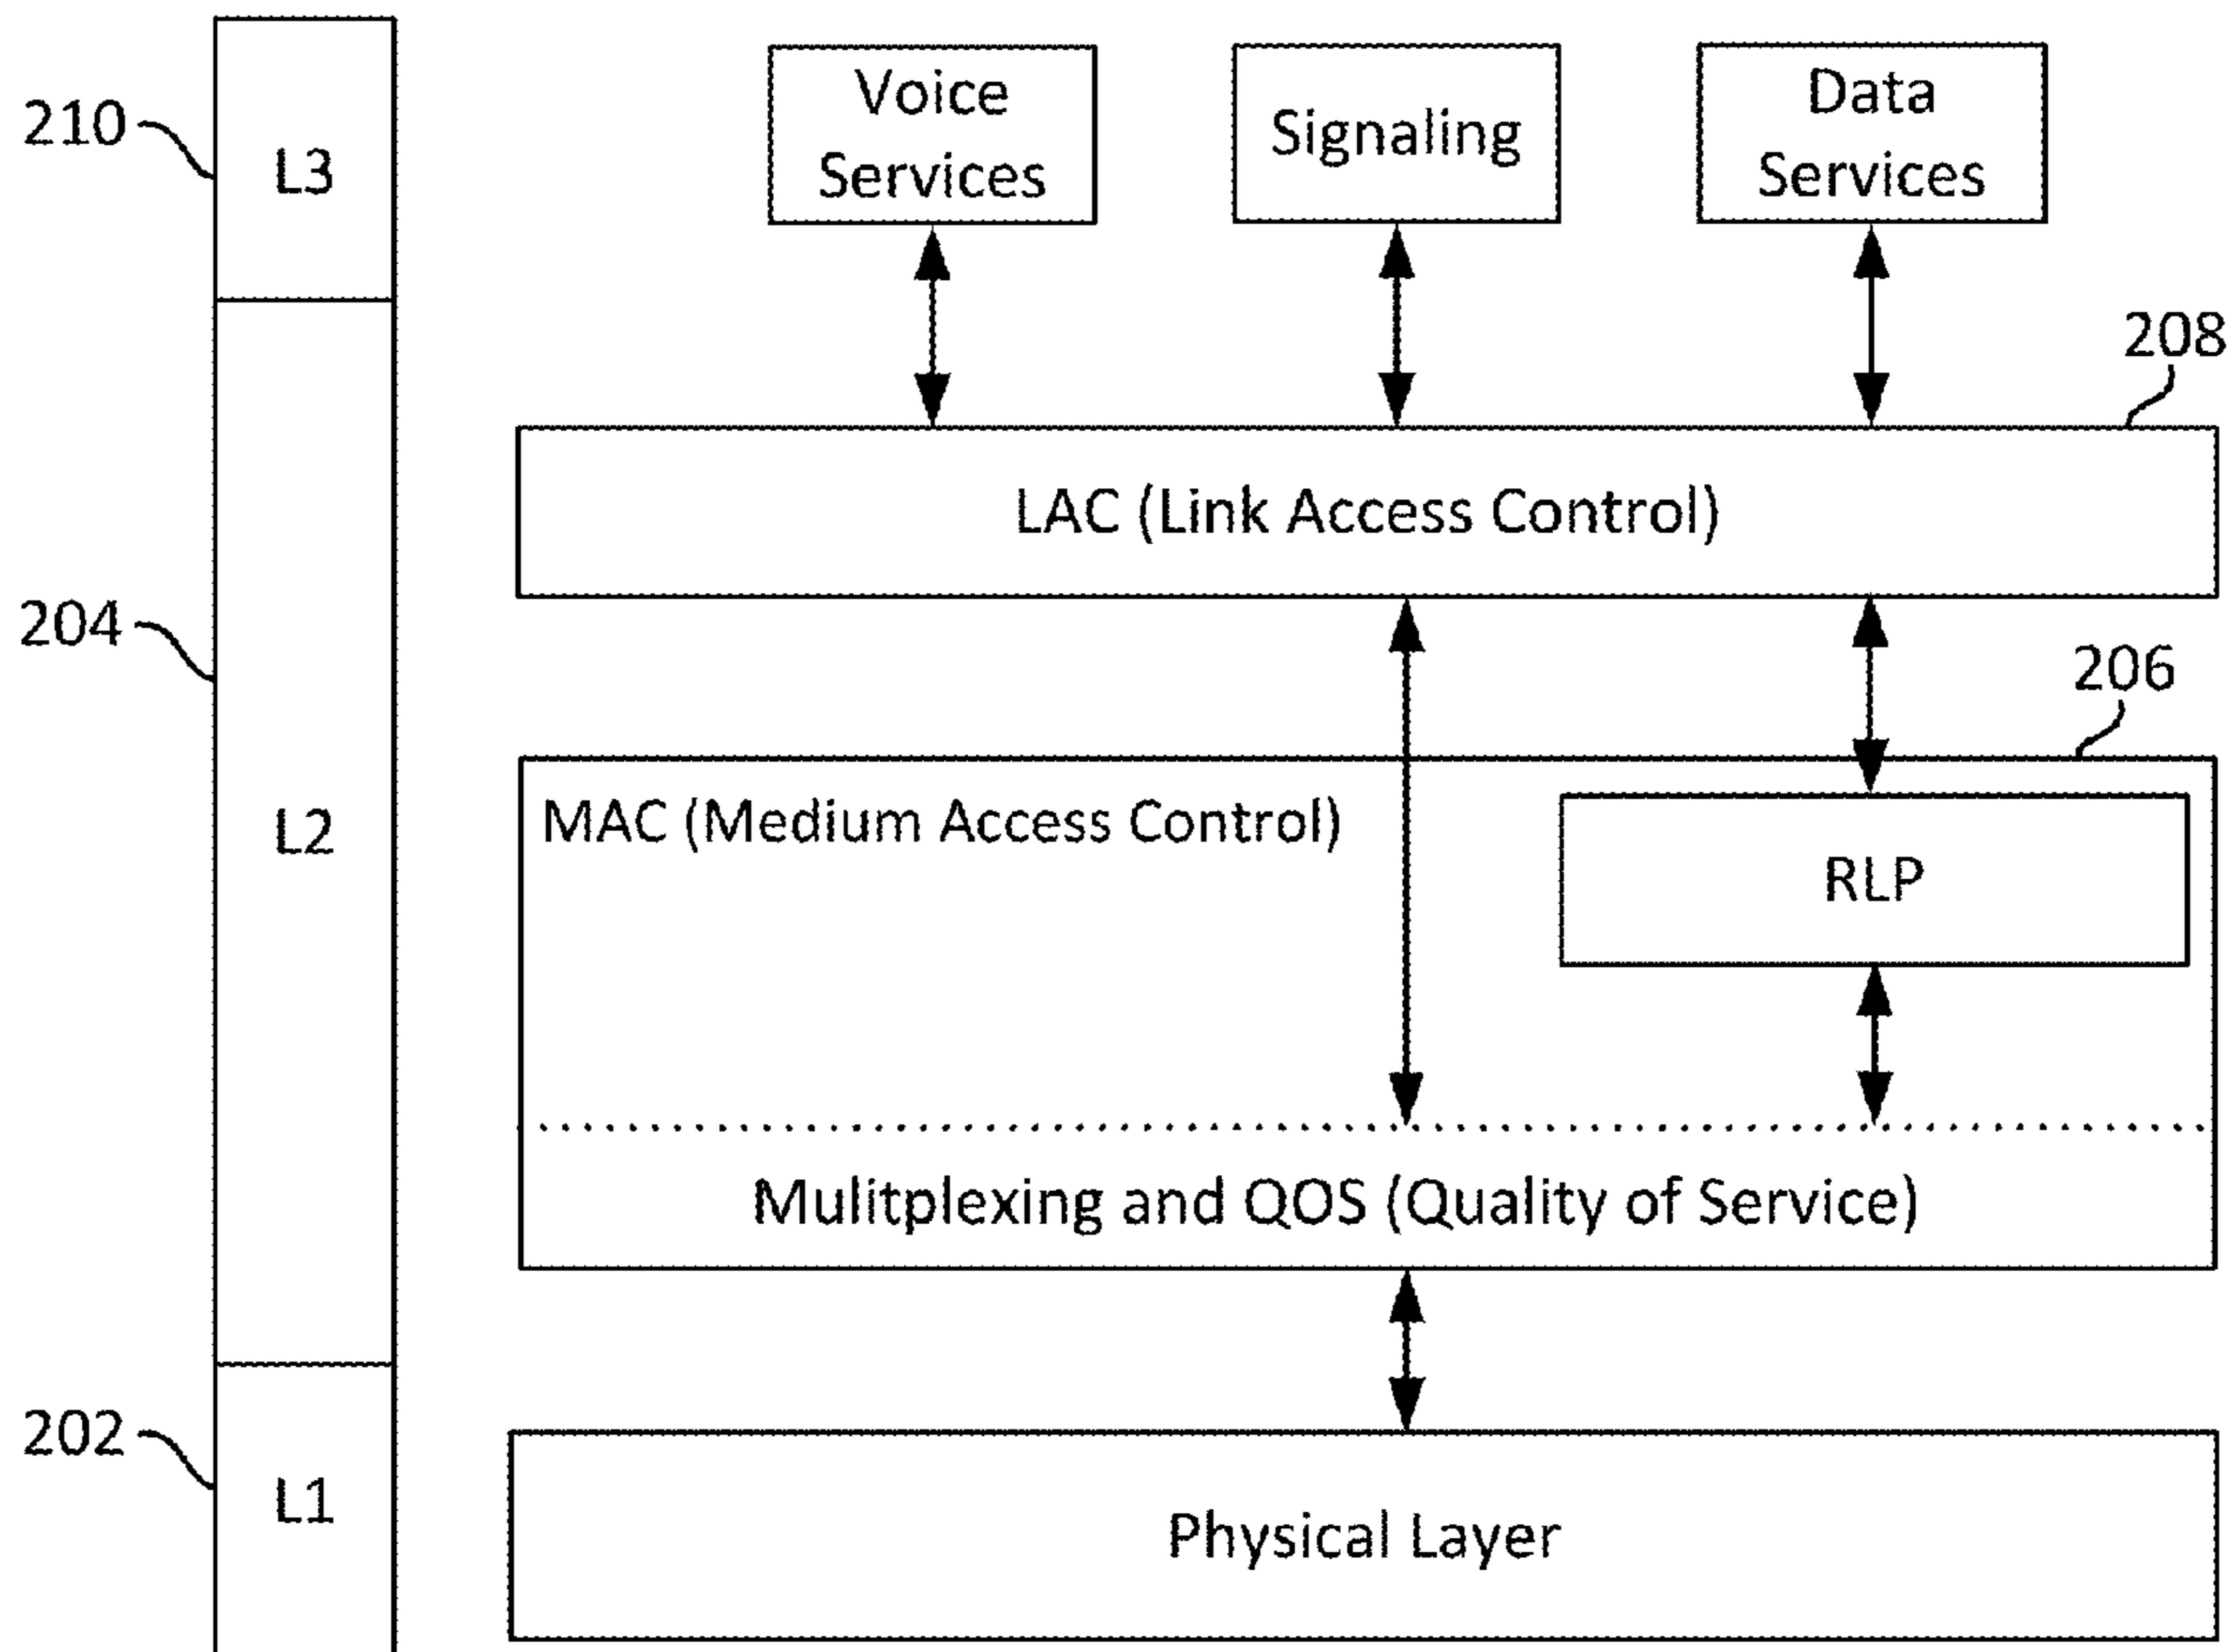 210
L3
Voice
Services
Signaling
Data
Services
208
LAC (Link Access Control)
204
L2
206
MAC (Medium Access Control)
RLP
Mulitplexing and QOS (Quality of Service)
202
L1
Physical Layer